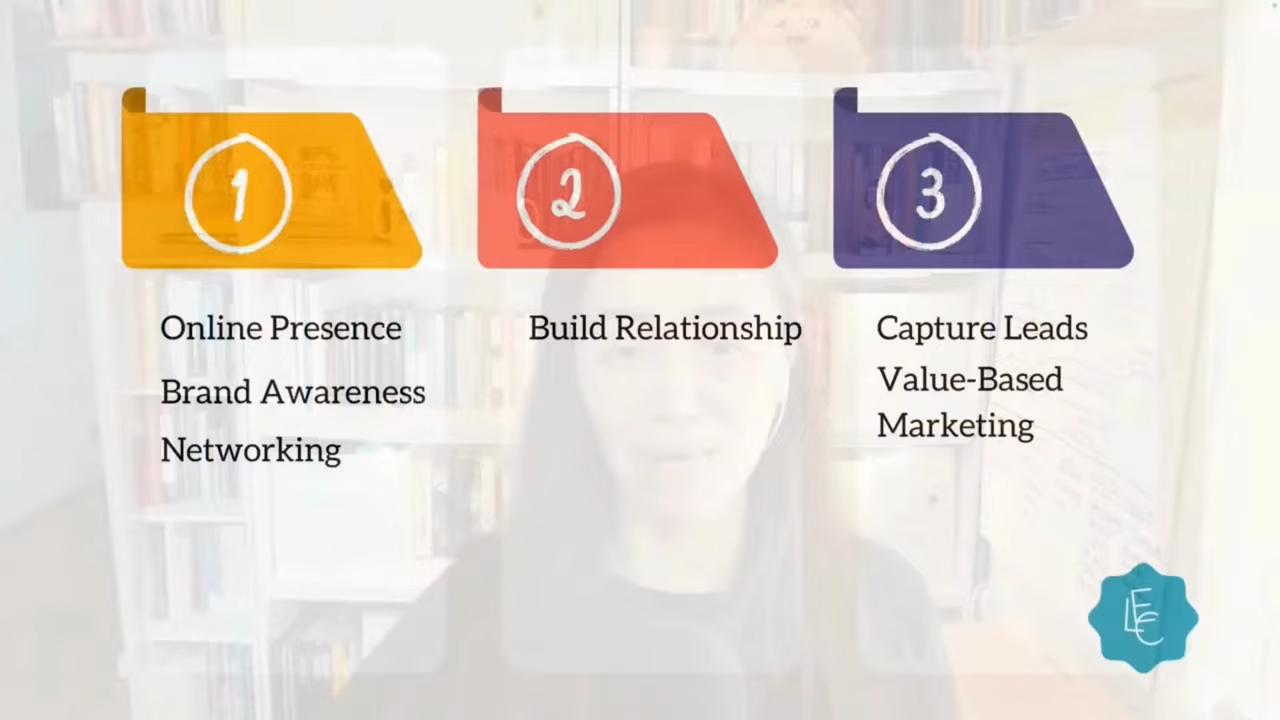 1
Online Presence
Brand Awareness
Networking
2
Build Relationship
3
Capture Leads
Value-Based
Marketing
LEC